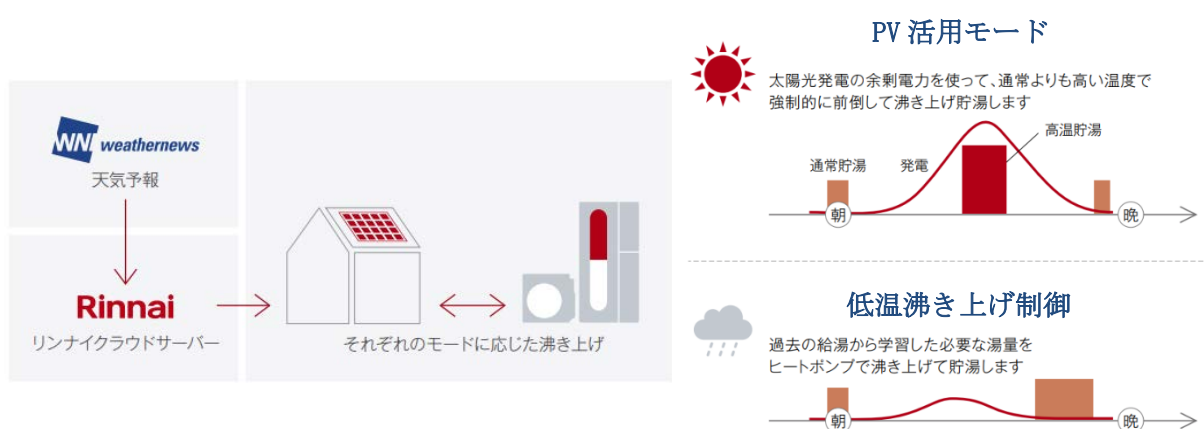 WNI weathernews
天気予報
Rinnai
リンナイクラウドサーバー
それぞれのモードに応じた沸き上げ
PV 活用モード
太陽光発電の余剰電力を使って、通常よりも高い温度で
強制的に前倒して沸き上げ貯湯します
高温貯湯
通常貯湯
発電
朝
晩
低温沸き上げ制御
過去の給湯から学習した必要な湯量を
ヒートポンプで沸き上げて貯湯します
朝
晩